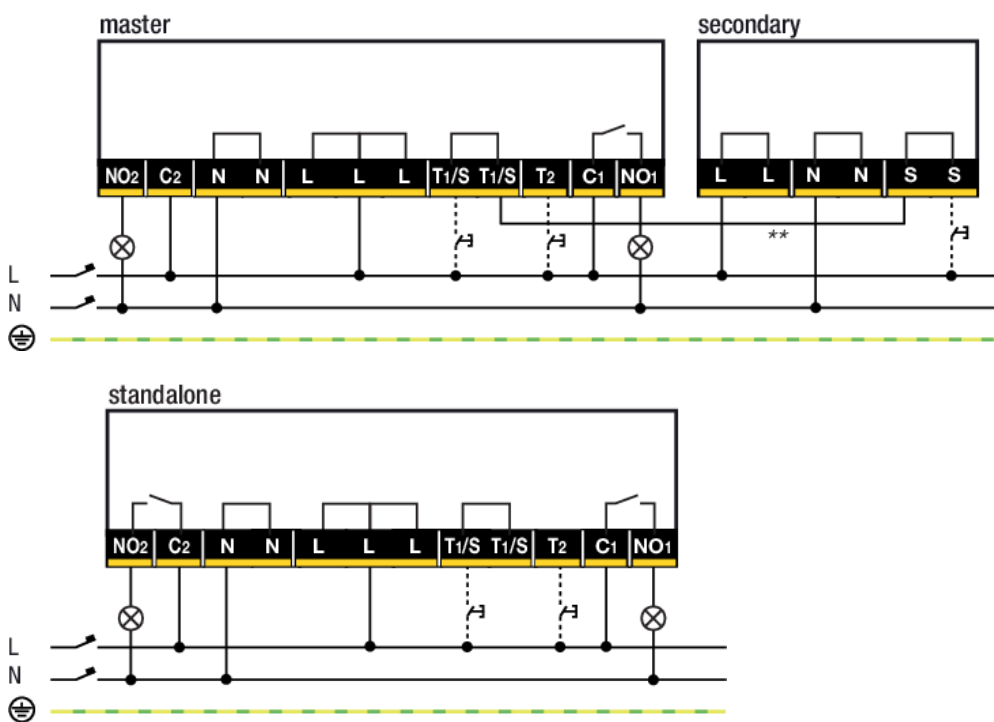 master
secondary
NO2 C2 N N L L L T1/S T1/S T2 C1 NO1
L L N N S S
**
L
N
standalone
NO2 C2 N N L L L T1/S T1/S T2 C1 NO1
L
N